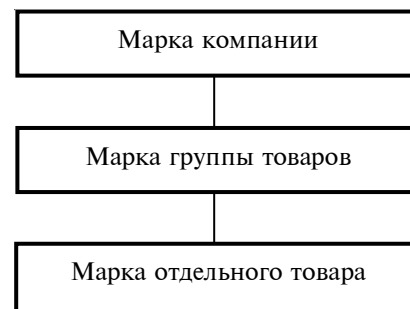 Марка компании
Марка группы товаров
Марка отдельного товара